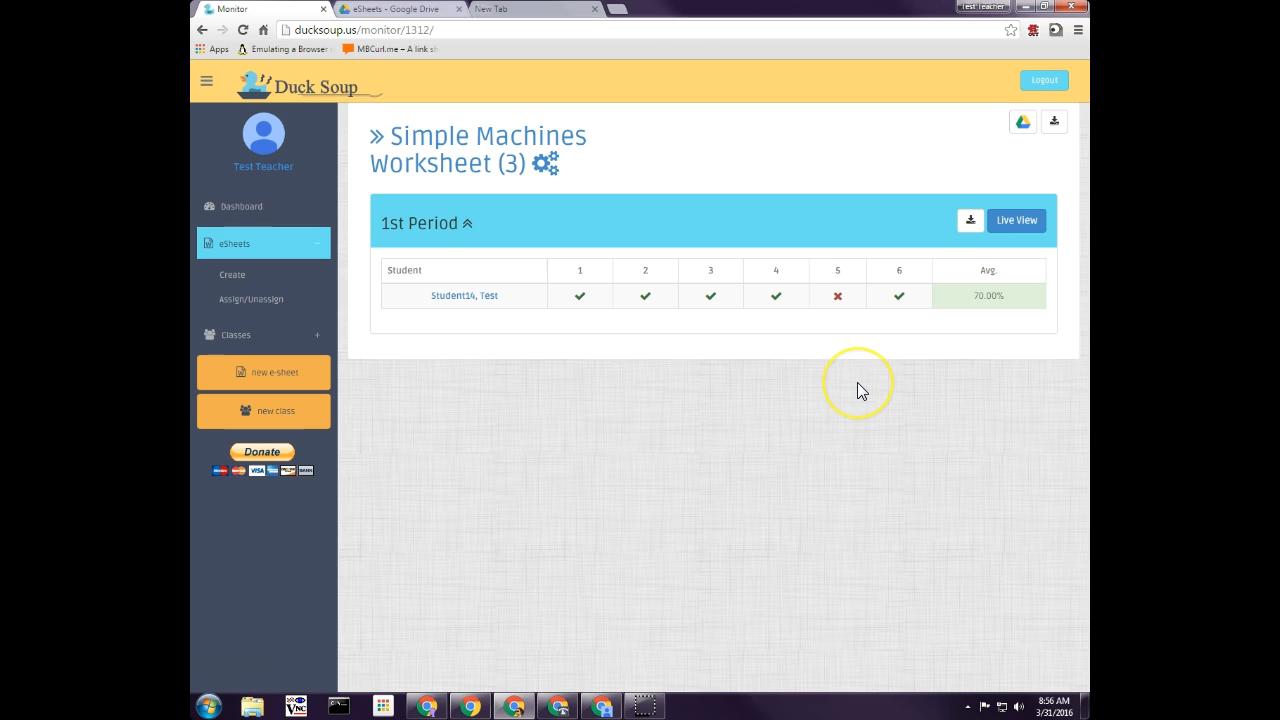 Monitor
eSheets - Google Drive
New Tab
Test Teacher
ducksoup.us/monitor/1312/
Apps
Emulating a Browser
MBCurl.me – A link sh
Duck Soup
Logout
Test Teacher
Dashboard
eSheets
Create
Assign/Unassign
Classes +
new e-sheet
new class
Donate
VISA
BANK
Simple Machines
Worksheet (3)
1st Period
Live View
Student 1 2 3 4 5 6 Avg.
Student14, Test 70.00%
8:56 AM
3/31/2016